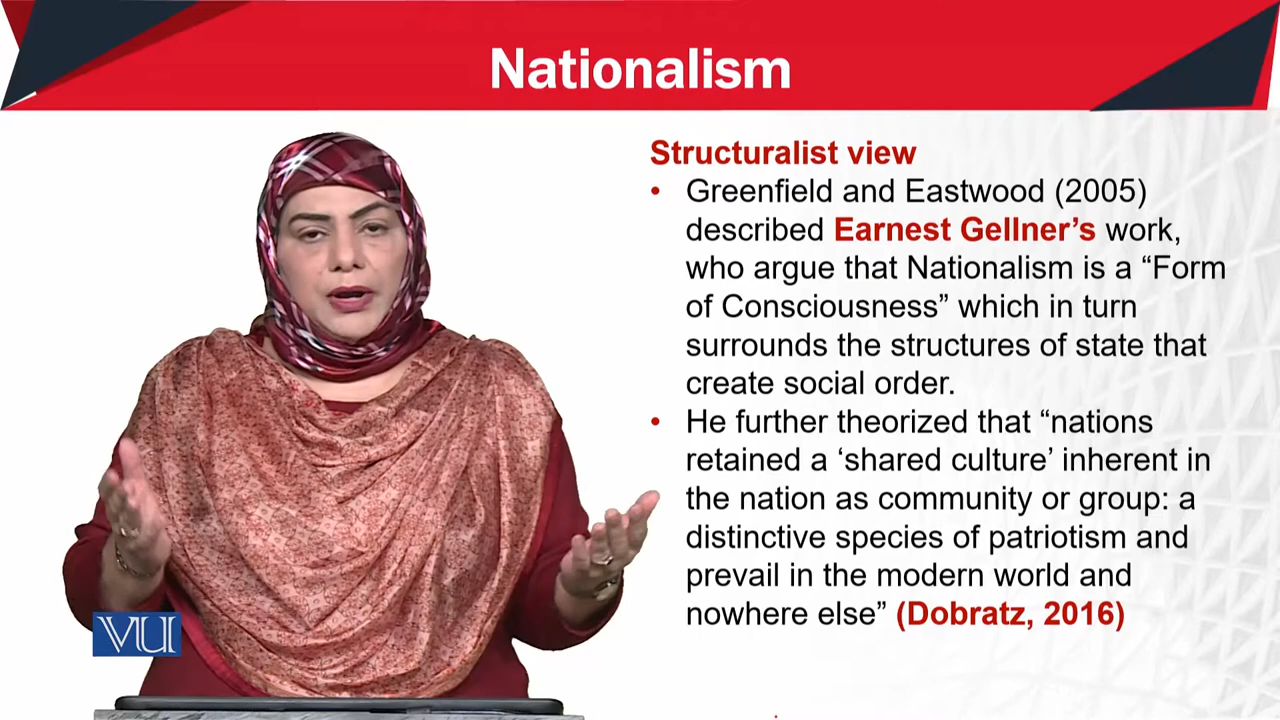 Nationalism
Structuralist view
• Greenfield and Eastwood (2005)
described Earnest Gellner’s work,
who argue that Nationalism is a “Form
of Consciousness” which in turn
surrounds the structures of state that
create social order.
• He further theorized that “nations
retained a ‘shared culture’ inherent in
the nation as community or group: a
distinctive species of patriotism and
prevail in the modern world and
nowhere else” (Dobratz, 2016)
VU